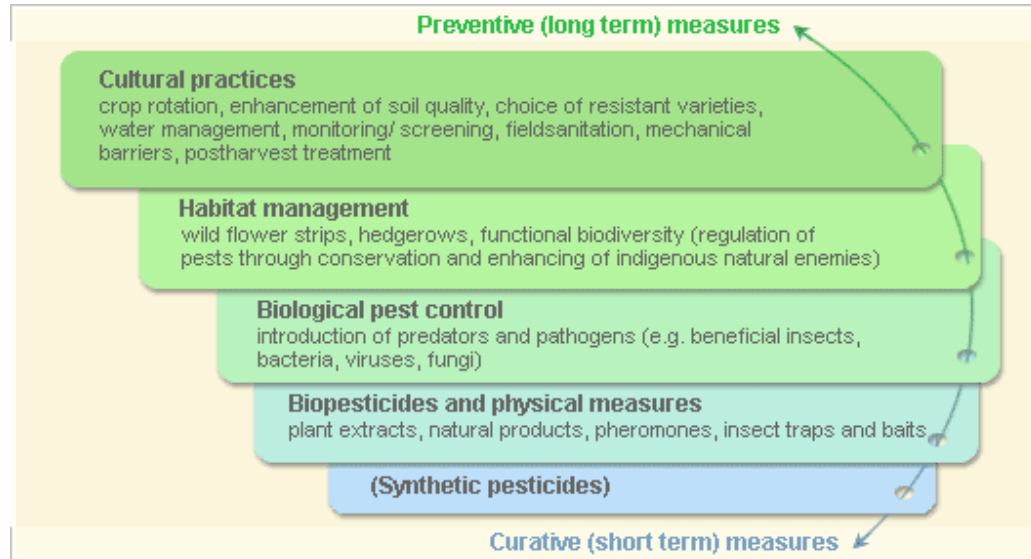 Preventive (long term) measures
Cultural practices
crop rotation, enhancement of soil quality, choice of resistant varieties,
water management, monitoring/ screening, fieldsanitation, mechanical
barriers, postharvest treatment
Habitat management
wild flower strips, hedgerows, functional biodiversity (regulation of
pests through conservation and enhancing of indigenous natural enemies)
Biological pest control
introduction of predators and pathogens (e.g. beneficial insects,
bacteria, viruses, fungi)
Biopesticides and physical measures
plant extracts, natural products, pheromones, insect traps and baits
(Synthetic pesticides)
Curative (short term) measures